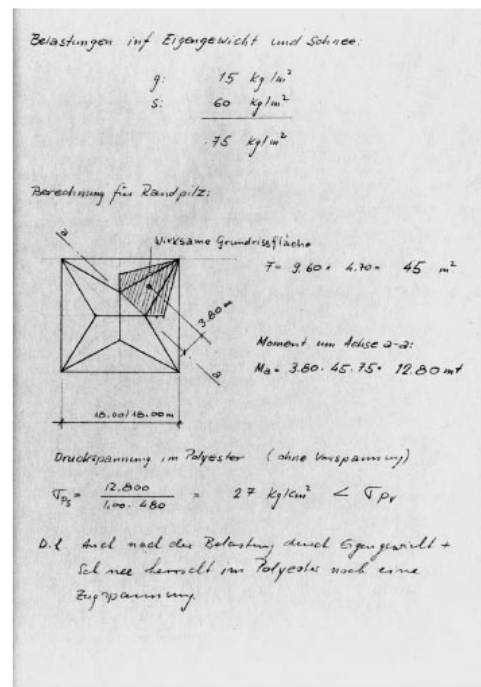 Belastungen inf Eigengewicht und Schnee:
g: 15 kg/m²
s: 60 kg/m²
75 kg/m²
Berechnung für Randpilz:
Wirksame Grundrissfläche
F = 9.60 × 4.70 = 45 m²
a
3.80 m
a
Moment um Achse a-a:
Ma = 3.80 · 45 · 75 = 12.80 mt
18.00/18.00 m
Druckspannung im Polyester (ohne Vorspannung)
σps = 12.800 / 1,00 · 480 = 27 kg/cm² < σpv
D.h. Auch nach der Belastung durch Eigengewicht +
Schnee herrscht im Polyester noch eine
Zugspannung.